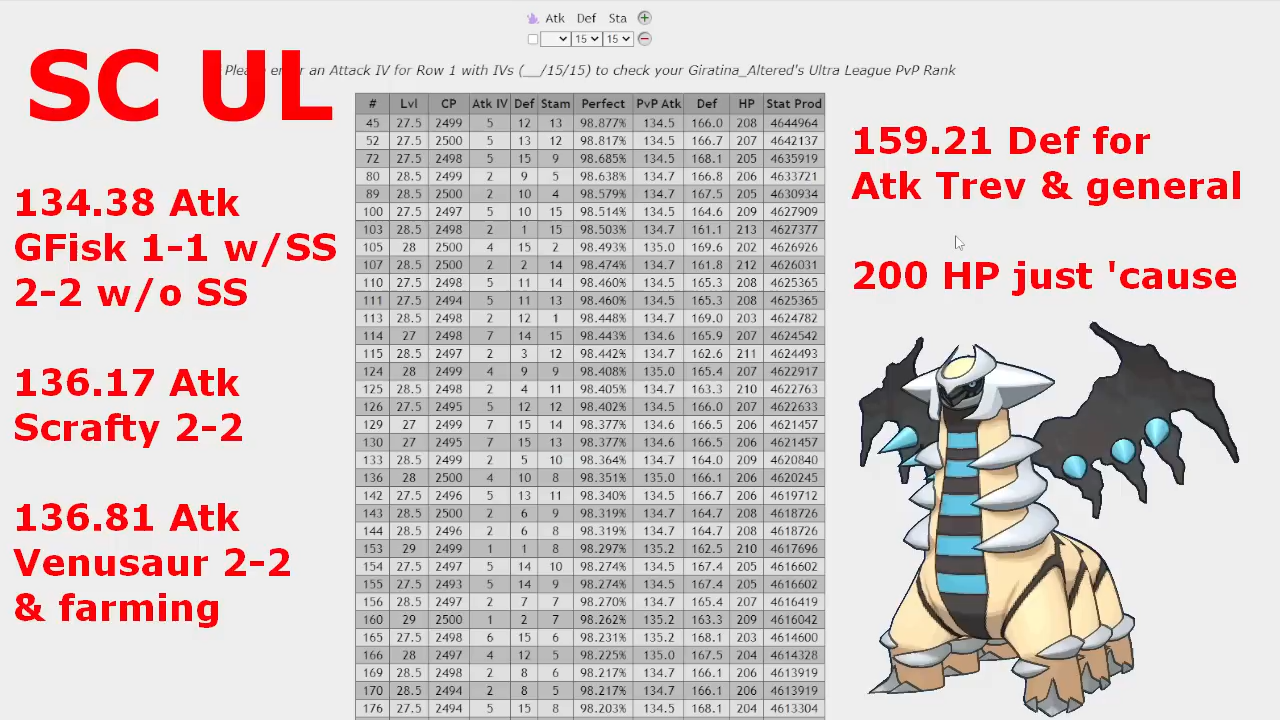 Atk Def Sta
15 15
Please enter an Attack IV for Row 1 with IVs (__/15/15) to check your Giratina_Altered's Ultra League PvP Rank
SC UL
134.38 Atk
GFisk 1-1 w/SS
2-2 w/o SS
136.17 Atk
Scrafty 2-2
136.81 Atk
Venusaur 2-2
& farming
# Lvl CP Atk IV Def Stam Perfect PvP Atk Def HP Stat Prod
45 27.5 2499 5 12 13 98.877% 134.5 166.0 208 4644964
52 27.5 2500 5 13 12 98.817% 134.5 166.7 207 4642137
72 27.5 2498 5 15 9 98.685% 134.5 168.1 205 4635919
80 28.5 2499 2 9 5 98.638% 134.7 166.8 206 4633721
89 28.5 2500 2 10 4 98.579% 134.7 167.5 205 4630934
100 27.5 2497 5 10 15 98.514% 134.5 164.6 209 4627909
103 28.5 2498 2 1 15 98.503% 134.7 161.1 213 4627377
105 28 2500 4 15 2 98.493% 135.0 169.6 202 4626926
107 28.5 2500 2 2 14 98.474% 134.7 161.8 212 4626031
110 27.5 2498 5 11 14 98.460% 134.5 165.3 208 4625365
111 27.5 2494 5 11 13 98.460% 134.5 165.3 208 4625365
113 28.5 2498 2 12 1 98.448% 134.7 169.0 203 4624782
114 27 2498 7 14 15 98.443% 134.6 165.9 207 4624542
115 28.5 2497 2 3 12 98.442% 134.7 162.6 211 4624493
124 28 2499 4 9 9 98.408% 135.0 165.4 207 4622917
125 28.5 2498 2 4 11 98.405% 134.7 163.3 210 4622763
126 27.5 2495 5 12 12 98.402% 134.5 166.0 207 4622633
129 27 2499 7 15 14 98.377% 134.6 166.5 206 4621457
130 27 2495 7 15 13 98.377% 134.6 166.5 206 4621457
133 28.5 2499 2 5 10 98.364% 134.7 164.0 209 4620840
136 28 2500 4 10 8 98.351% 135.0 166.1 206 4620245
142 27.5 2496 5 13 11 98.340% 134.5 166.7 206 4619712
143 28.5 2500 2 6 9 98.319% 134.7 164.7 208 4618726
144 28.5 2496 2 6 8 98.319% 134.7 164.7 208 4618726
153 29 2499 1 1 8 98.297% 135.2 162.5 210 4617696
154 27.5 2497 5 14 10 98.274% 134.5 167.4 205 4616602
155 27.5 2493 5 14 9 98.274% 134.5 167.4 205 4616602
156 28.5 2497 2 7 7 98.270% 134.7 165.4 207 4616419
160 29 2500 1 2 7 98.262% 135.2 163.3 209 4616042
165 27.5 2498 6 15 6 98.231% 135.2 168.1 203 4614600
166 28 2497 4 12 5 98.225% 135.0 167.5 204 4614328
169 28.5 2498 2 8 6 98.217% 134.7 166.1 206 4613919
170 28.5 2494 2 8 5 98.217% 134.7 166.1 206 4613919
176 27.5 2494 5 15 8 98.203% 134.5 168.1 204 4613304
159.21 Def for
Atk Trev & general
200 HP just 'cause